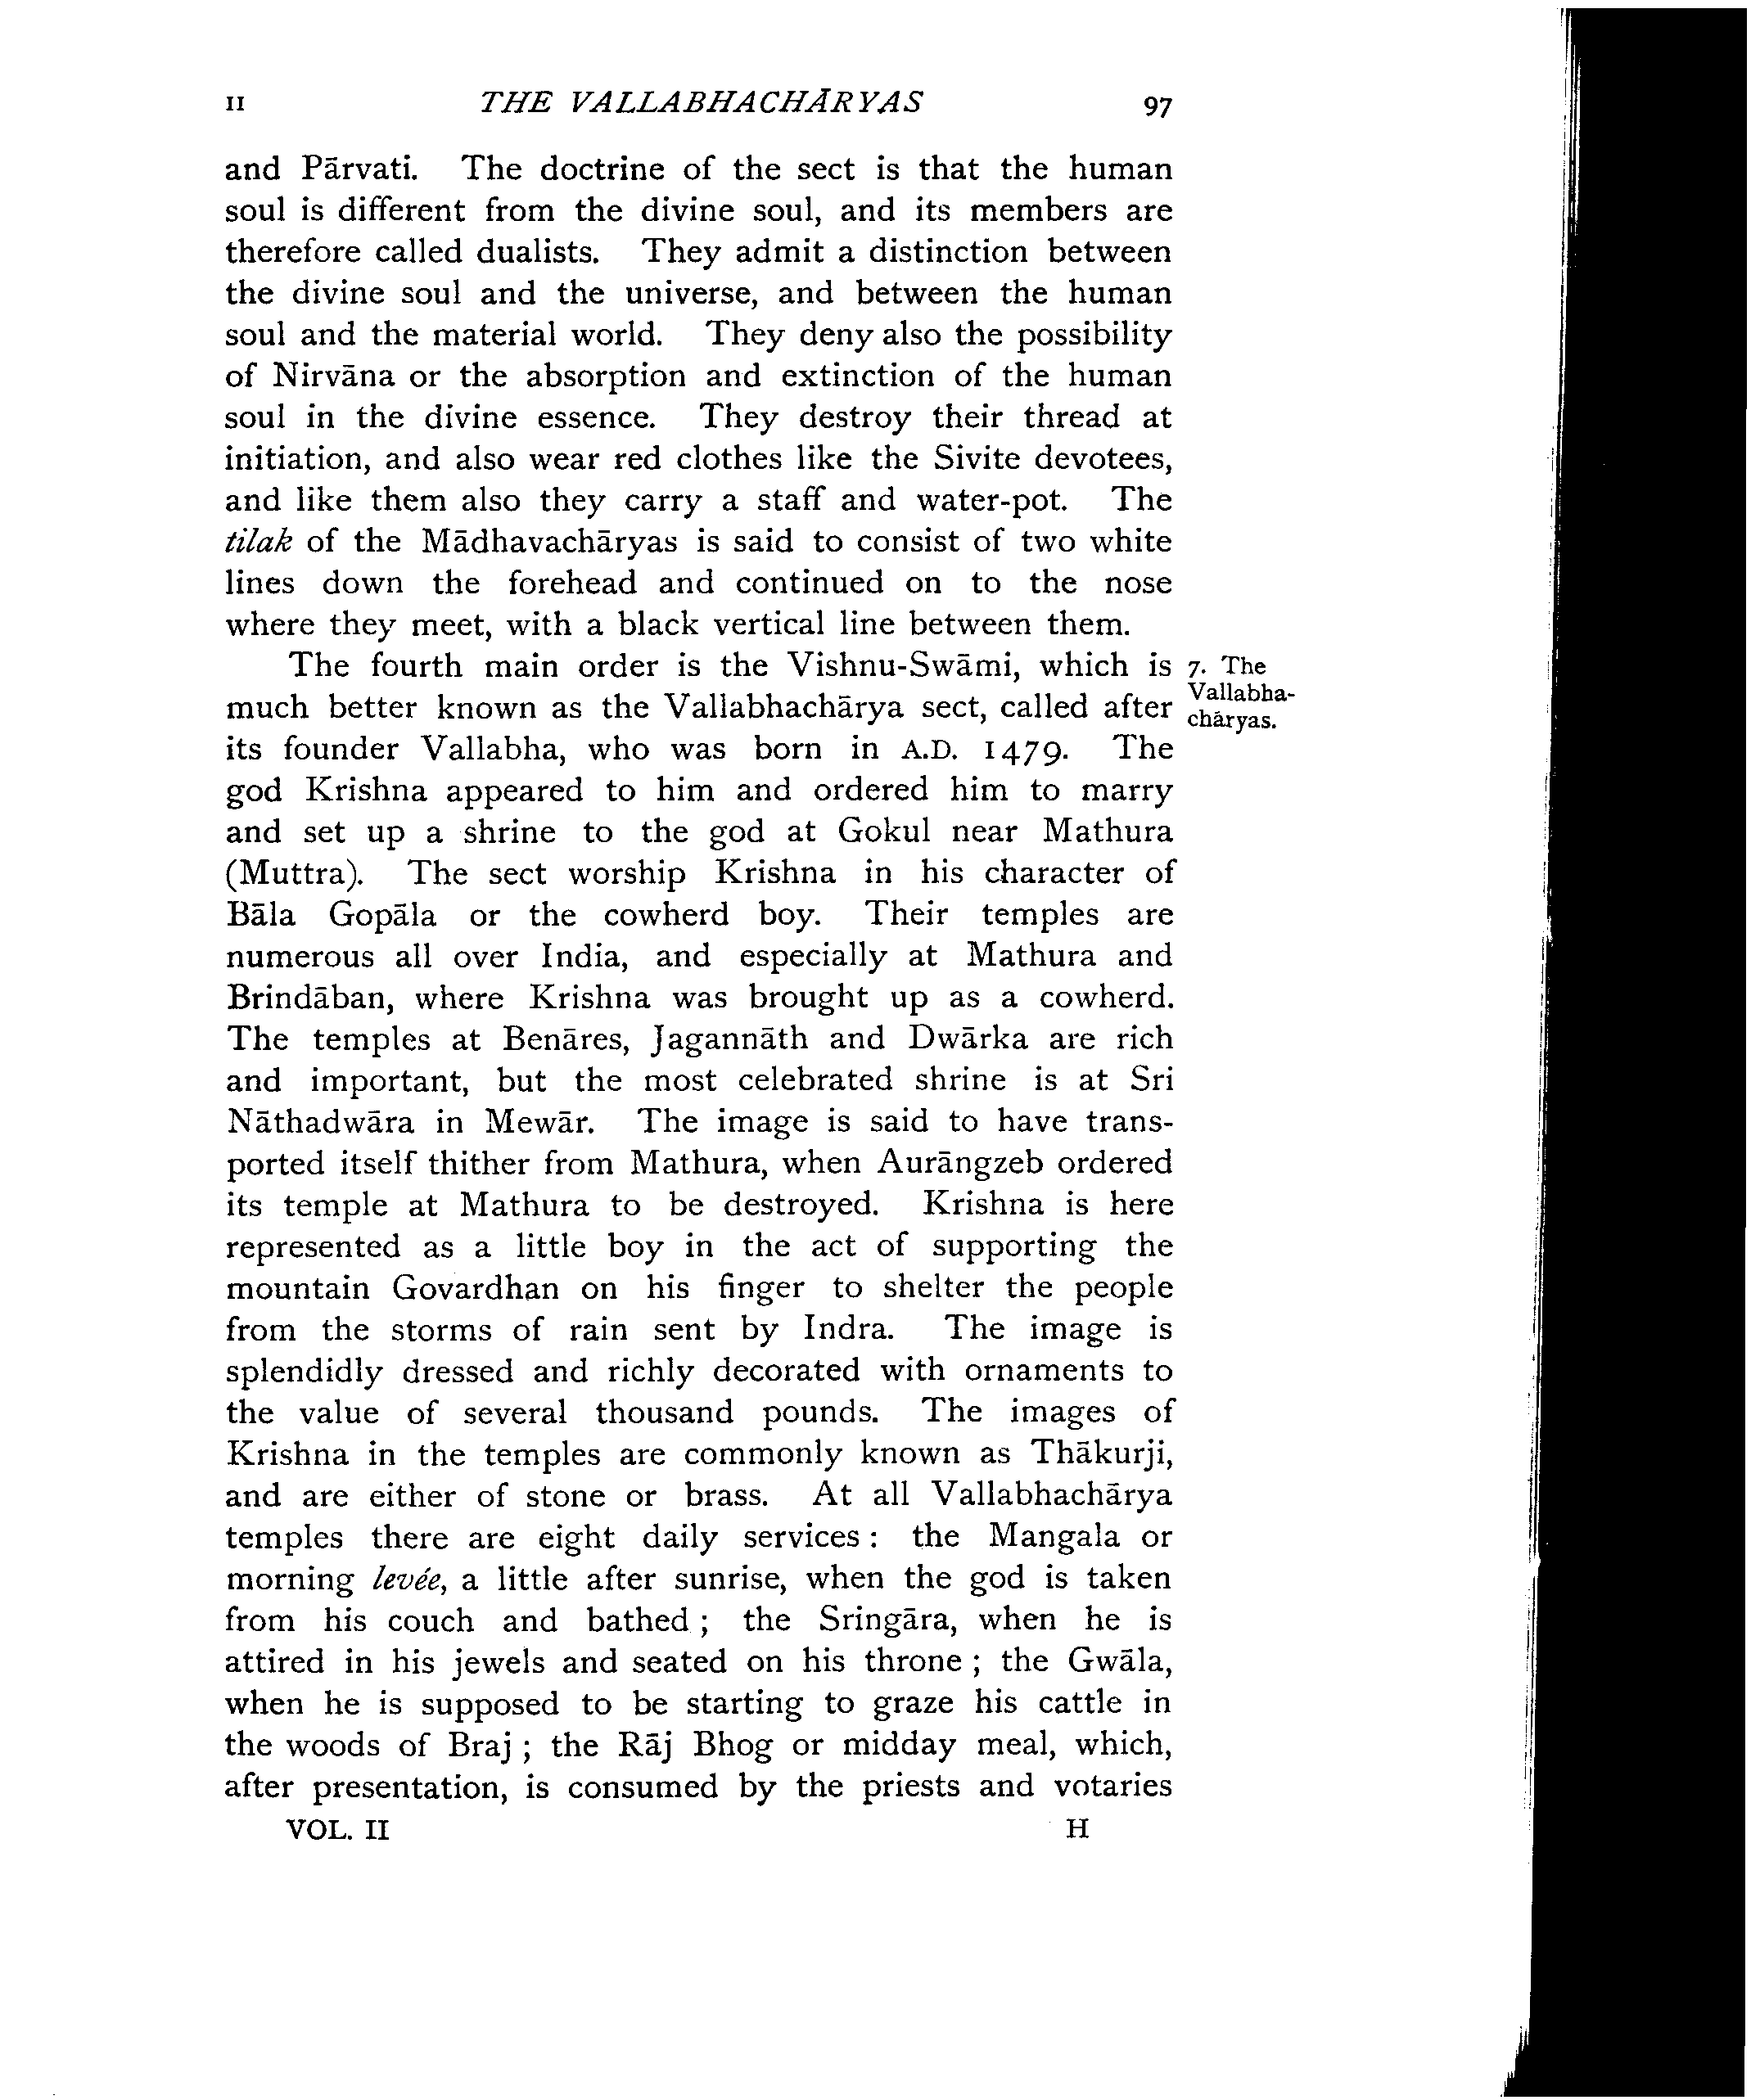 II THE VALLABHACHĀRYAS 97
and Pārvati. The doctrine of the sect is that the human
soul is different from the divine soul, and its members are
therefore called dualists. They admit a distinction between
the divine soul and the universe, and between the human
soul and the material world. They deny also the possibility
of Nirvāna or the absorption and extinction of the human
soul in the divine essence. They destroy their thread at
initiation, and also wear red clothes like the Sivite devotees,
and like them also they carry a staff and water-pot. The
tilak of the Mādhavachāryas is said to consist of two white
lines down the forehead and continued on to the nose
where they meet, with a black vertical line between them.
The fourth main order is the Vishnu-Swāmi, which is
much better known as the Vallabhachārya sect, called after
its founder Vallabha, who was born in A.D. 1479. The
god Krishna appeared to him and ordered him to marry
and set up a shrine to the god at Gokul near Mathura
(Muttra). The sect worship Krishna in his character of
Bāla Gopāla or the cowherd boy. Their temples are
numerous all over India, and especially at Mathura and
Brindāban, where Krishna was brought up as a cowherd.
The temples at Benāres, Jagannāth and Dwārka are rich
and important, but the most celebrated shrine is at Sri
Nāthadwāra in Mewār. The image is said to have trans-
ported itself thither from Mathura, when Aurāngzeb ordered
its temple at Mathura to be destroyed. Krishna is here
represented as a little boy in the act of supporting the
mountain Govardhan on his finger to shelter the people
from the storms of rain sent by Indra. The image is
splendidly dressed and richly decorated with ornaments to
the value of several thousand pounds. The images of
Krishna in the temples are commonly known as Thākurji,
and are either of stone or brass. At all Vallabhachārya
temples there are eight daily services : the Mangala or
morning levée, a little after sunrise, when the god is taken
from his couch and bathed ; the Sringāra, when he is
attired in his jewels and seated on his throne ; the Gwāla,
when he is supposed to be starting to graze his cattle in
the woods of Braj ; the Rāj Bhog or midday meal, which,
after presentation, is consumed by the priests and votaries
7. The
Vallabha-
chāryas.
VOL. II H